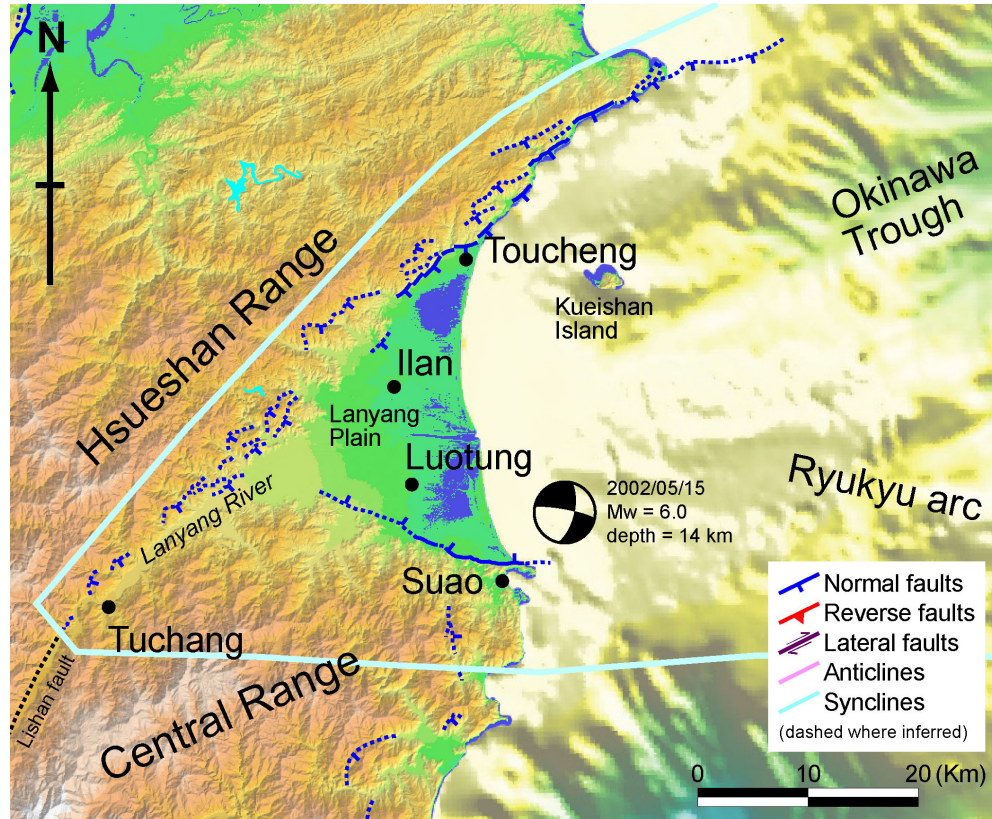 N
Okinawa
Trough
Toucheng
Kueishan
Island
Hsueshan Range
Ilan
Lanyang
Plain
Luotung
Ryukyu arc
2002/05/15
Mw = 6.0
depth = 14 km
Lanyang River
Suao
Tuchang
Lishan fault
Central Range
Normal faults
Reverse faults
Lateral faults
Anticlines
Synclines
(dashed where inferred)
0 10 20 (Km)